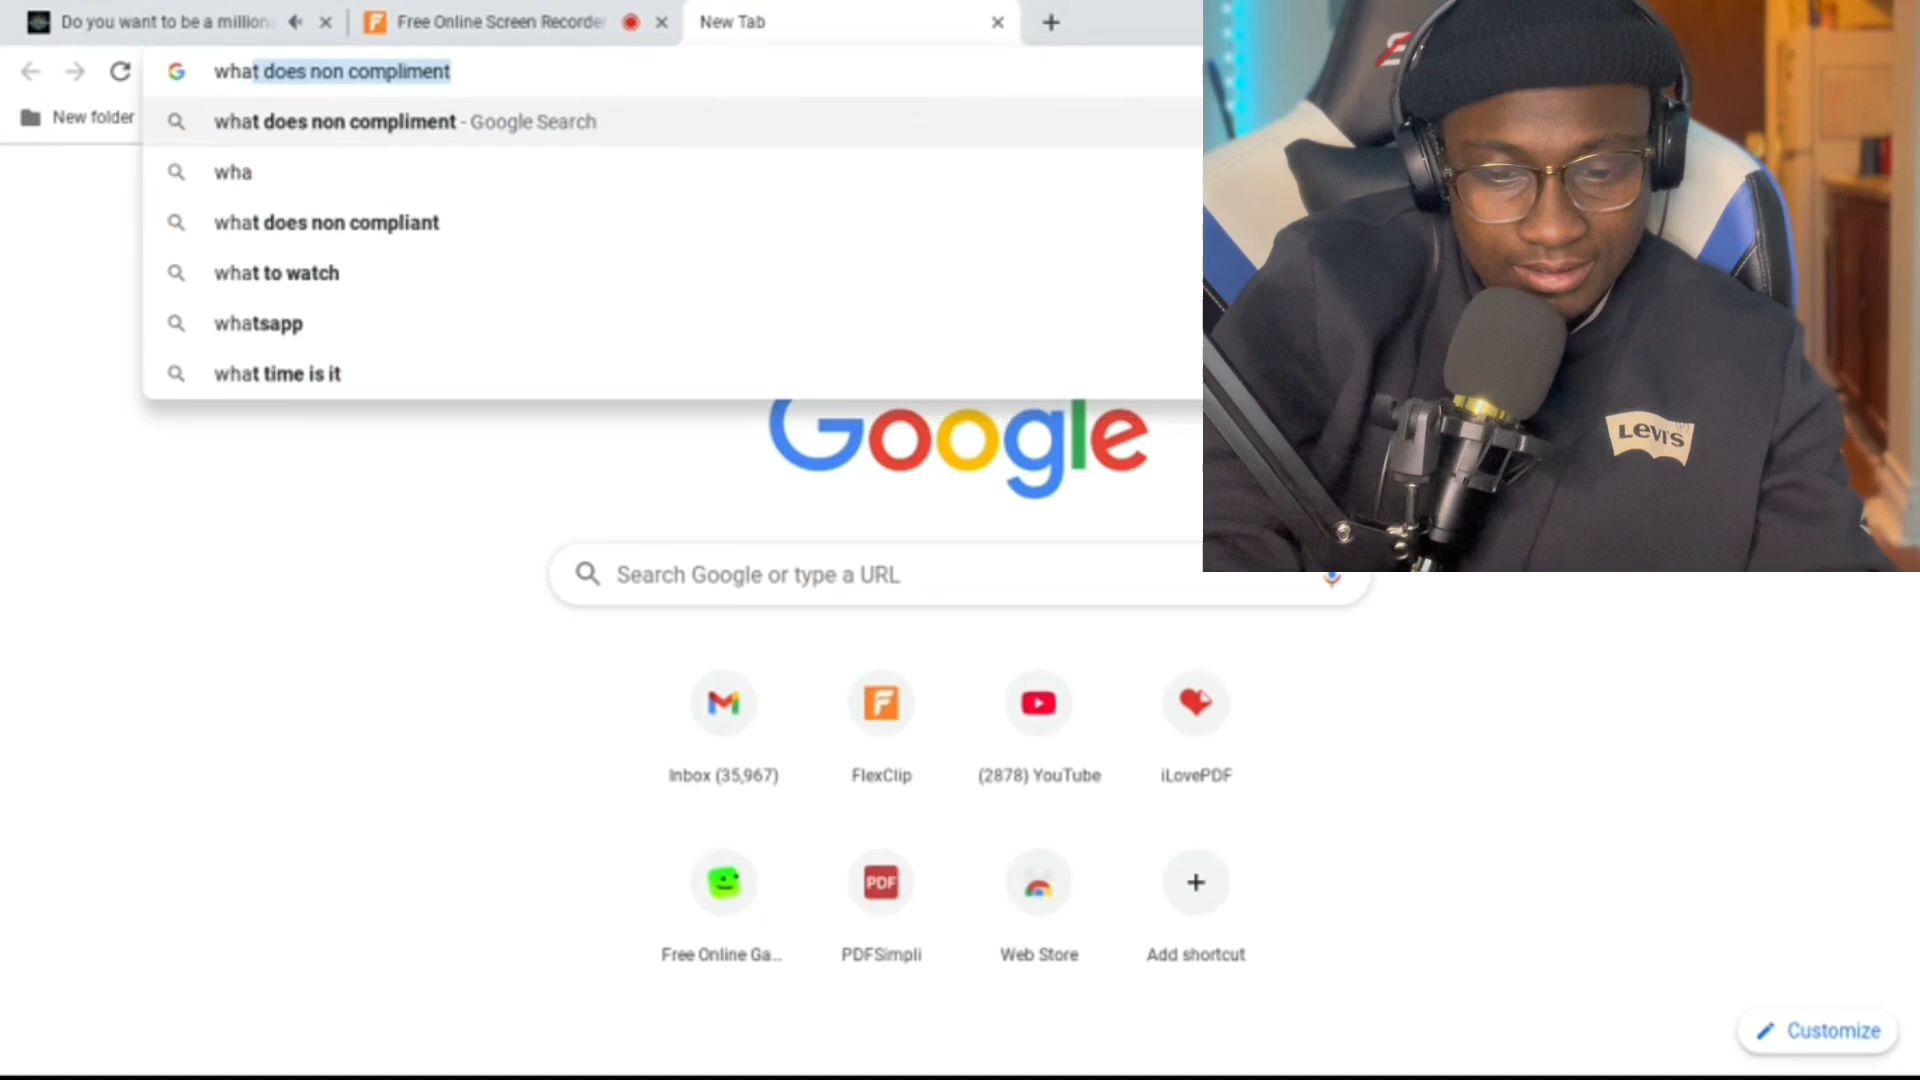 Do you want to be a million
Free Online Screen Recorder
New Tab
what does non compliment
New folder
what does non compliment - Google Search
wha
what does non compliant
what to watch
whatsapp
what time is it
Google
Search Google or type a URL
Inbox (35,967)
FlexClip
(2878) YouTube
iLovePDF
PDF
Free Online Ga...
PDFSimpli
Web Store
Add shortcut
Customize
Levi's